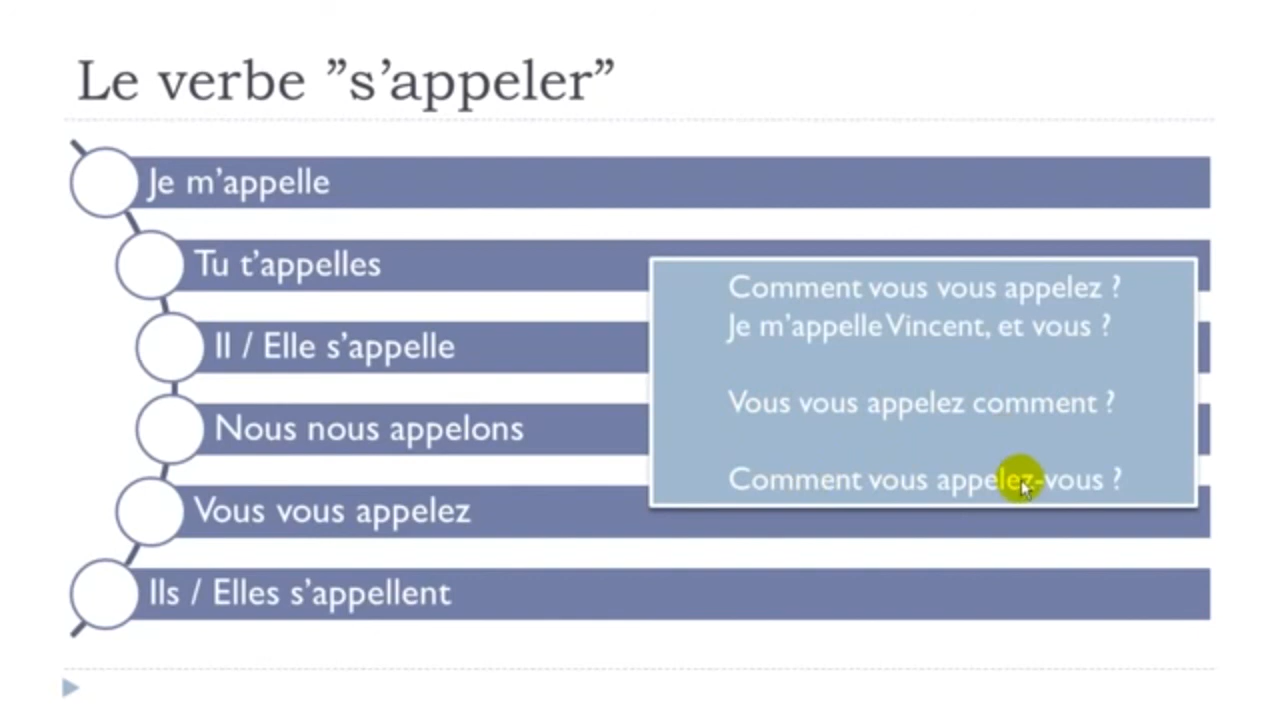 Le verbe ”s’appeler”
Je m’appelle
Tu t’appelles
Il / Elle s’appelle
Nous nous appelons
Vous vous appelez
Ils / Elles s’appellent
Comment vous vous appelez ?
Je m’appelle Vincent, et vous ?
Vous vous appelez comment ?
Comment vous appelez-vous ?